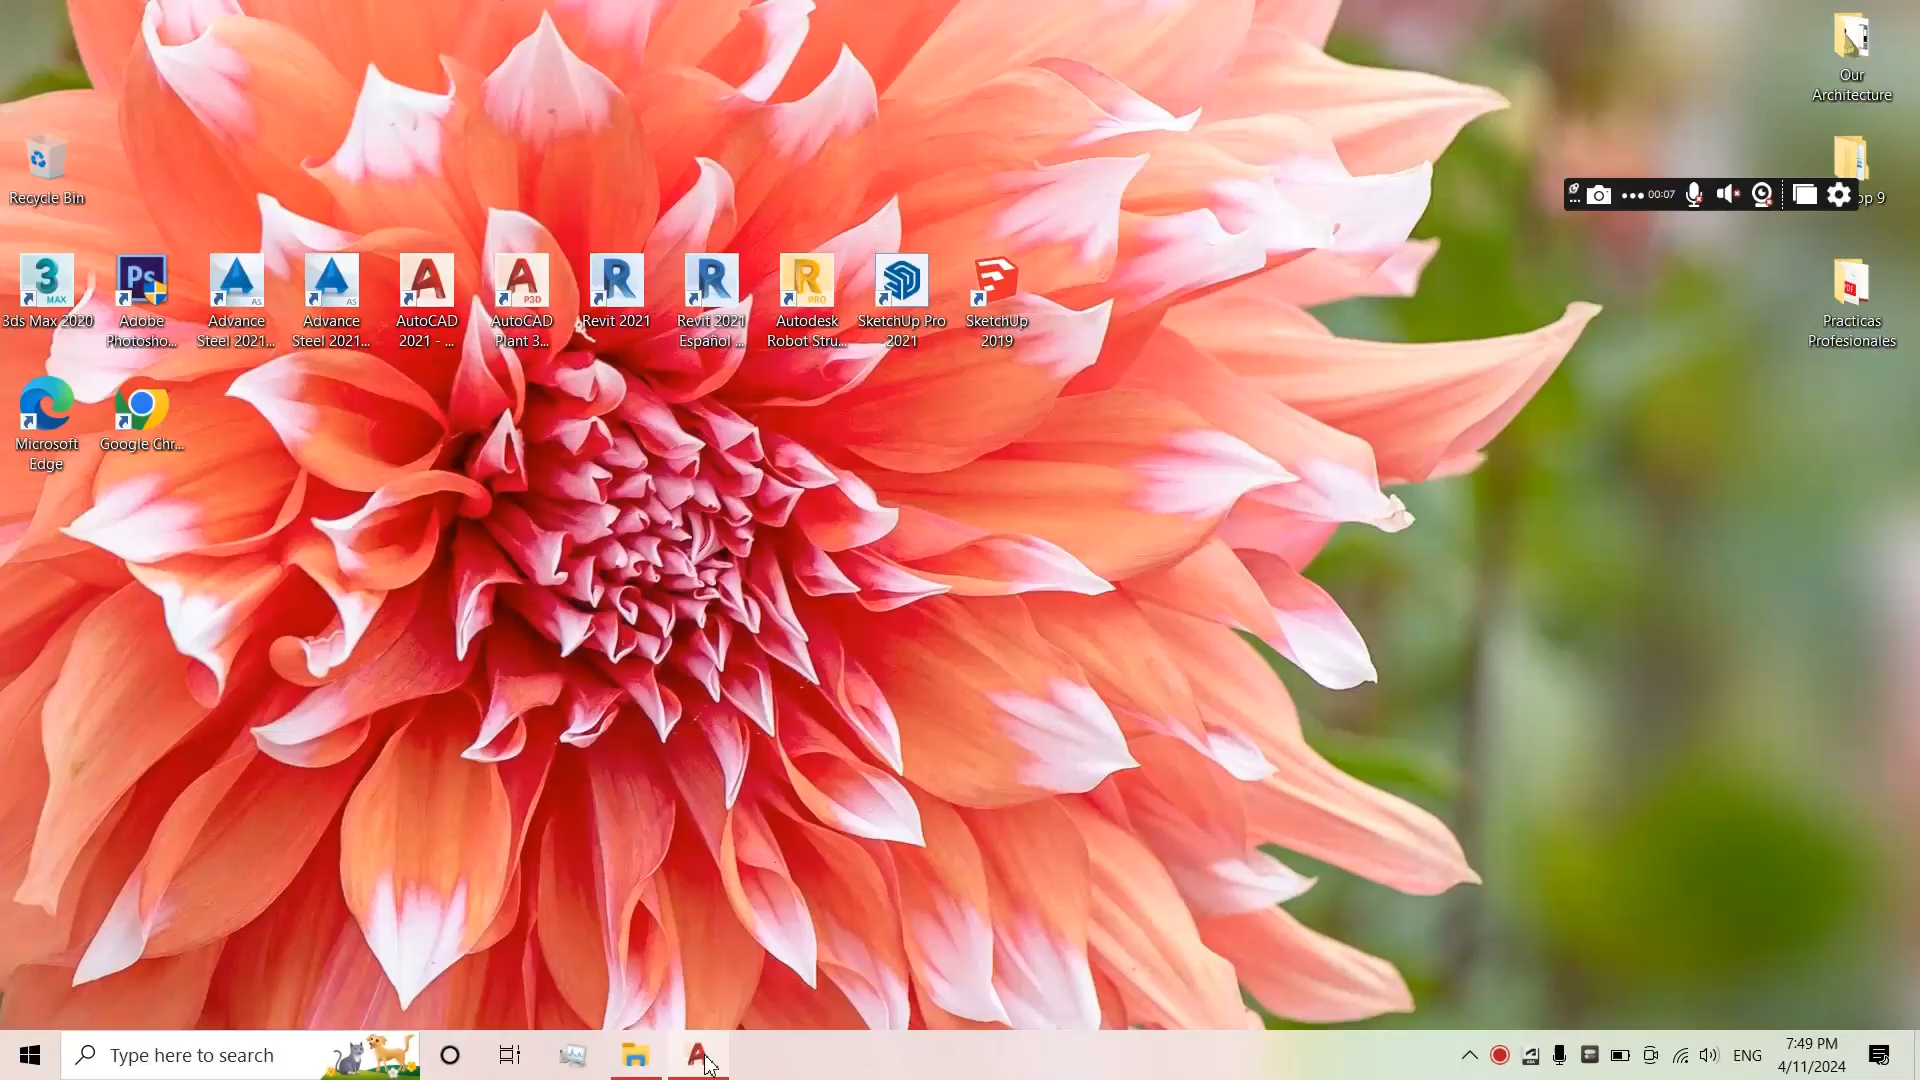 Our
Architecture
Recycle Bin
00:07
op 9
3
MAX
Ps
AS
AS
A
A
P3D
R
R
R
PRO
3ds Max 2020
Adobe
Photosho...
Advance
Steel 2021...
Advance
Steel 2021...
AutoCAD
2021 - ...
AutoCAD
Plant 3...
Revit 2021
Revit 2021
Español ...
Autodesk
Robot Stru...
SketchUp Pro
2021
SketchUp
2019
PDF
Practicas
Profesionales
Microsoft
Edge
Google Chr...
Type here to search
A
ENG
7:49 PM
4/11/2024